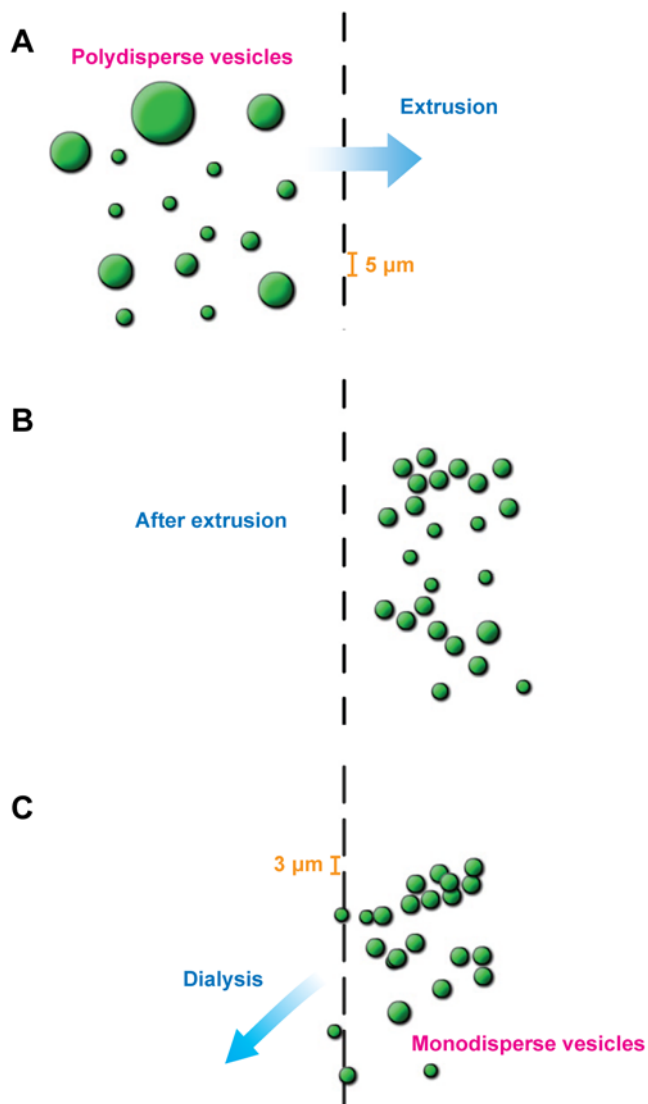 A
Polydisperse vesicles
Extrusion
5 µm
B
After extrusion
C
3 µm
Dialysis
Monodisperse vesicles